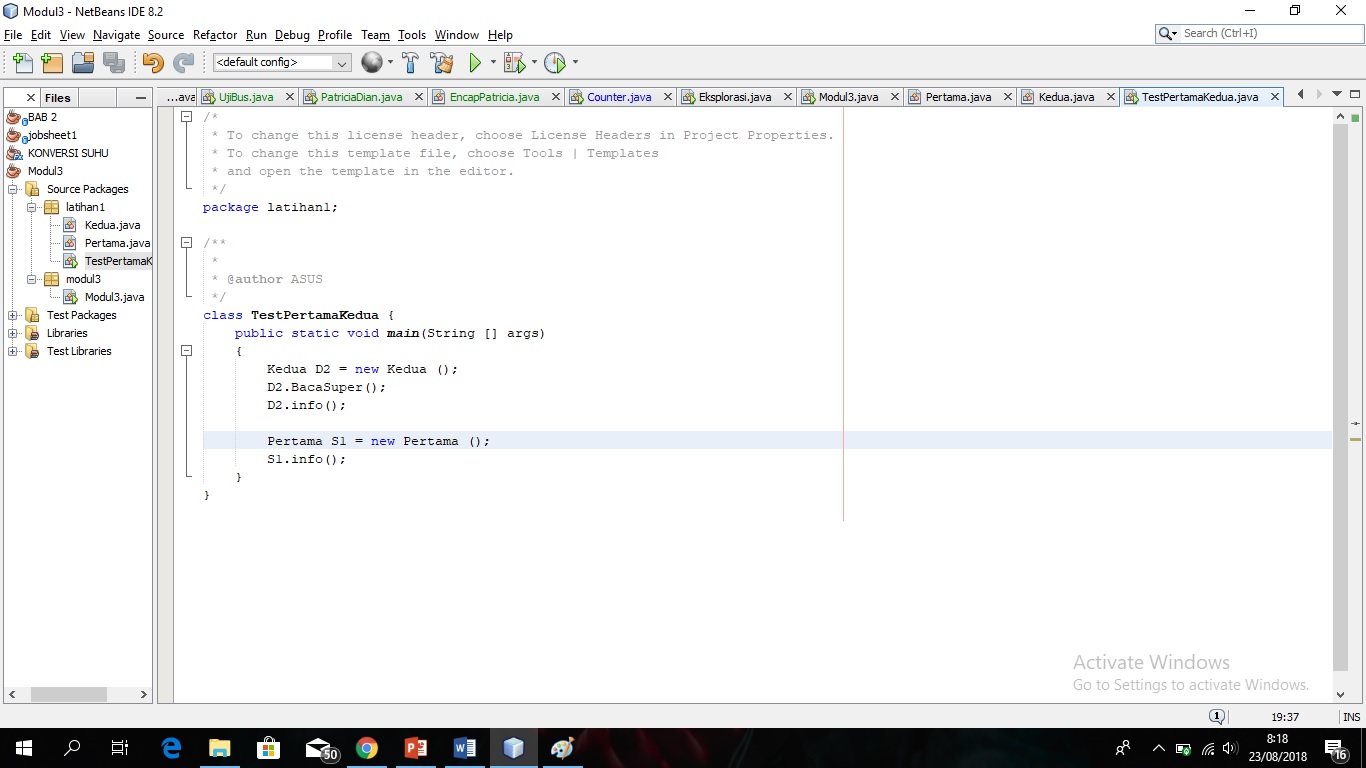 Modul3 - NetBeans IDE 8.2
File Edit View Navigate Source Refactor Run Debug Profile Team Tools Window Help
Search (Ctrl+I)
<default config>
Files
...ava UjiBus.java PatriciaDian.java EncapPatricia.java Counter.java Eksplorasi.java Modul3.java Pertama.java Kedua.java TestPertamaKedua.java
BAB 2
jobsheet1
KONVERSI SUHU
Modul3
Source Packages
latihan1
Kedua.java
Pertama.java
TestPertamaK
modul3
Modul3.java
Test Packages
Libraries
Test Libraries
/*
* To change this license header, choose License Headers in Project Properties.
* To change this template file, choose Tools | Templates
* and open the template in the editor.
*/
package latihan1;
/**
*
* @author ASUS
*/
class TestPertamaKedua {
public static void main(String [] args)
{
Kedua D2 = new Kedua ();
D2.BacaSuper();
D2.info();
Pertama S1 = new Pertama ();
S1.info();
}
}
Activate Windows
Go to Settings to activate Windows.
1
19:37 INS
50
8:18
23/08/2018
16